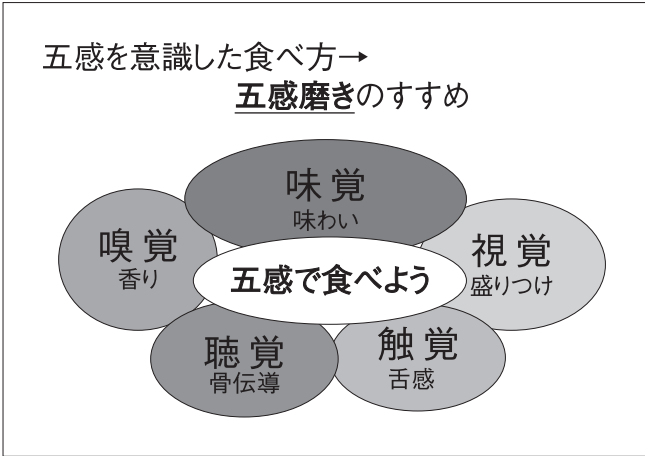 五感を意識した食べ方→
五感磨きのすすめ
味覚
味わい
嗅覚
香り
視覚
盛りつけ
五感で食べよう
聴覚
骨伝導
触覚
舌感